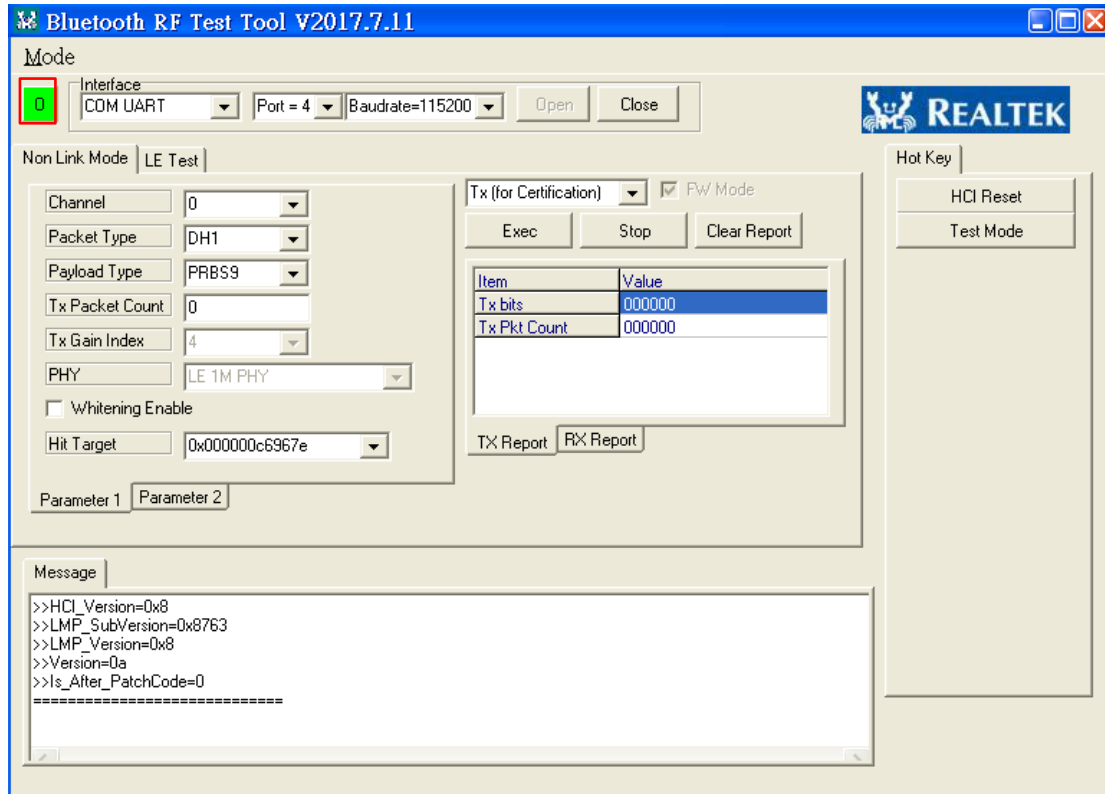 Bluetooth RF Test Tool V2017.7.11
Mode
0
Interface
COM UART
Port = 4
Baudrate=115200
Open
Close
REALTEK
Non Link Mode
LE Test
Hot Key
Channel
0
Packet Type
DH1
Payload Type
PRBS9
Tx Packet Count
0
Tx Gain Index
4
PHY
LE 1M PHY
Whitening Enable
Hit Target
0x000000c6967e
Parameter 1
Parameter 2
Tx (for Certification)
FW Mode
Exec
Stop
Clear Report
Item Value
Tx bits 000000
Tx Pkt Count 000000
TX Report
RX Report
HCI Reset
Test Mode
Message
>>HCI_Version=0x8
>>LMP_SubVersion=0x8763
>>LMP_Version=0x8
>>Version=0a
>>Is_After_PatchCode=0
=============================